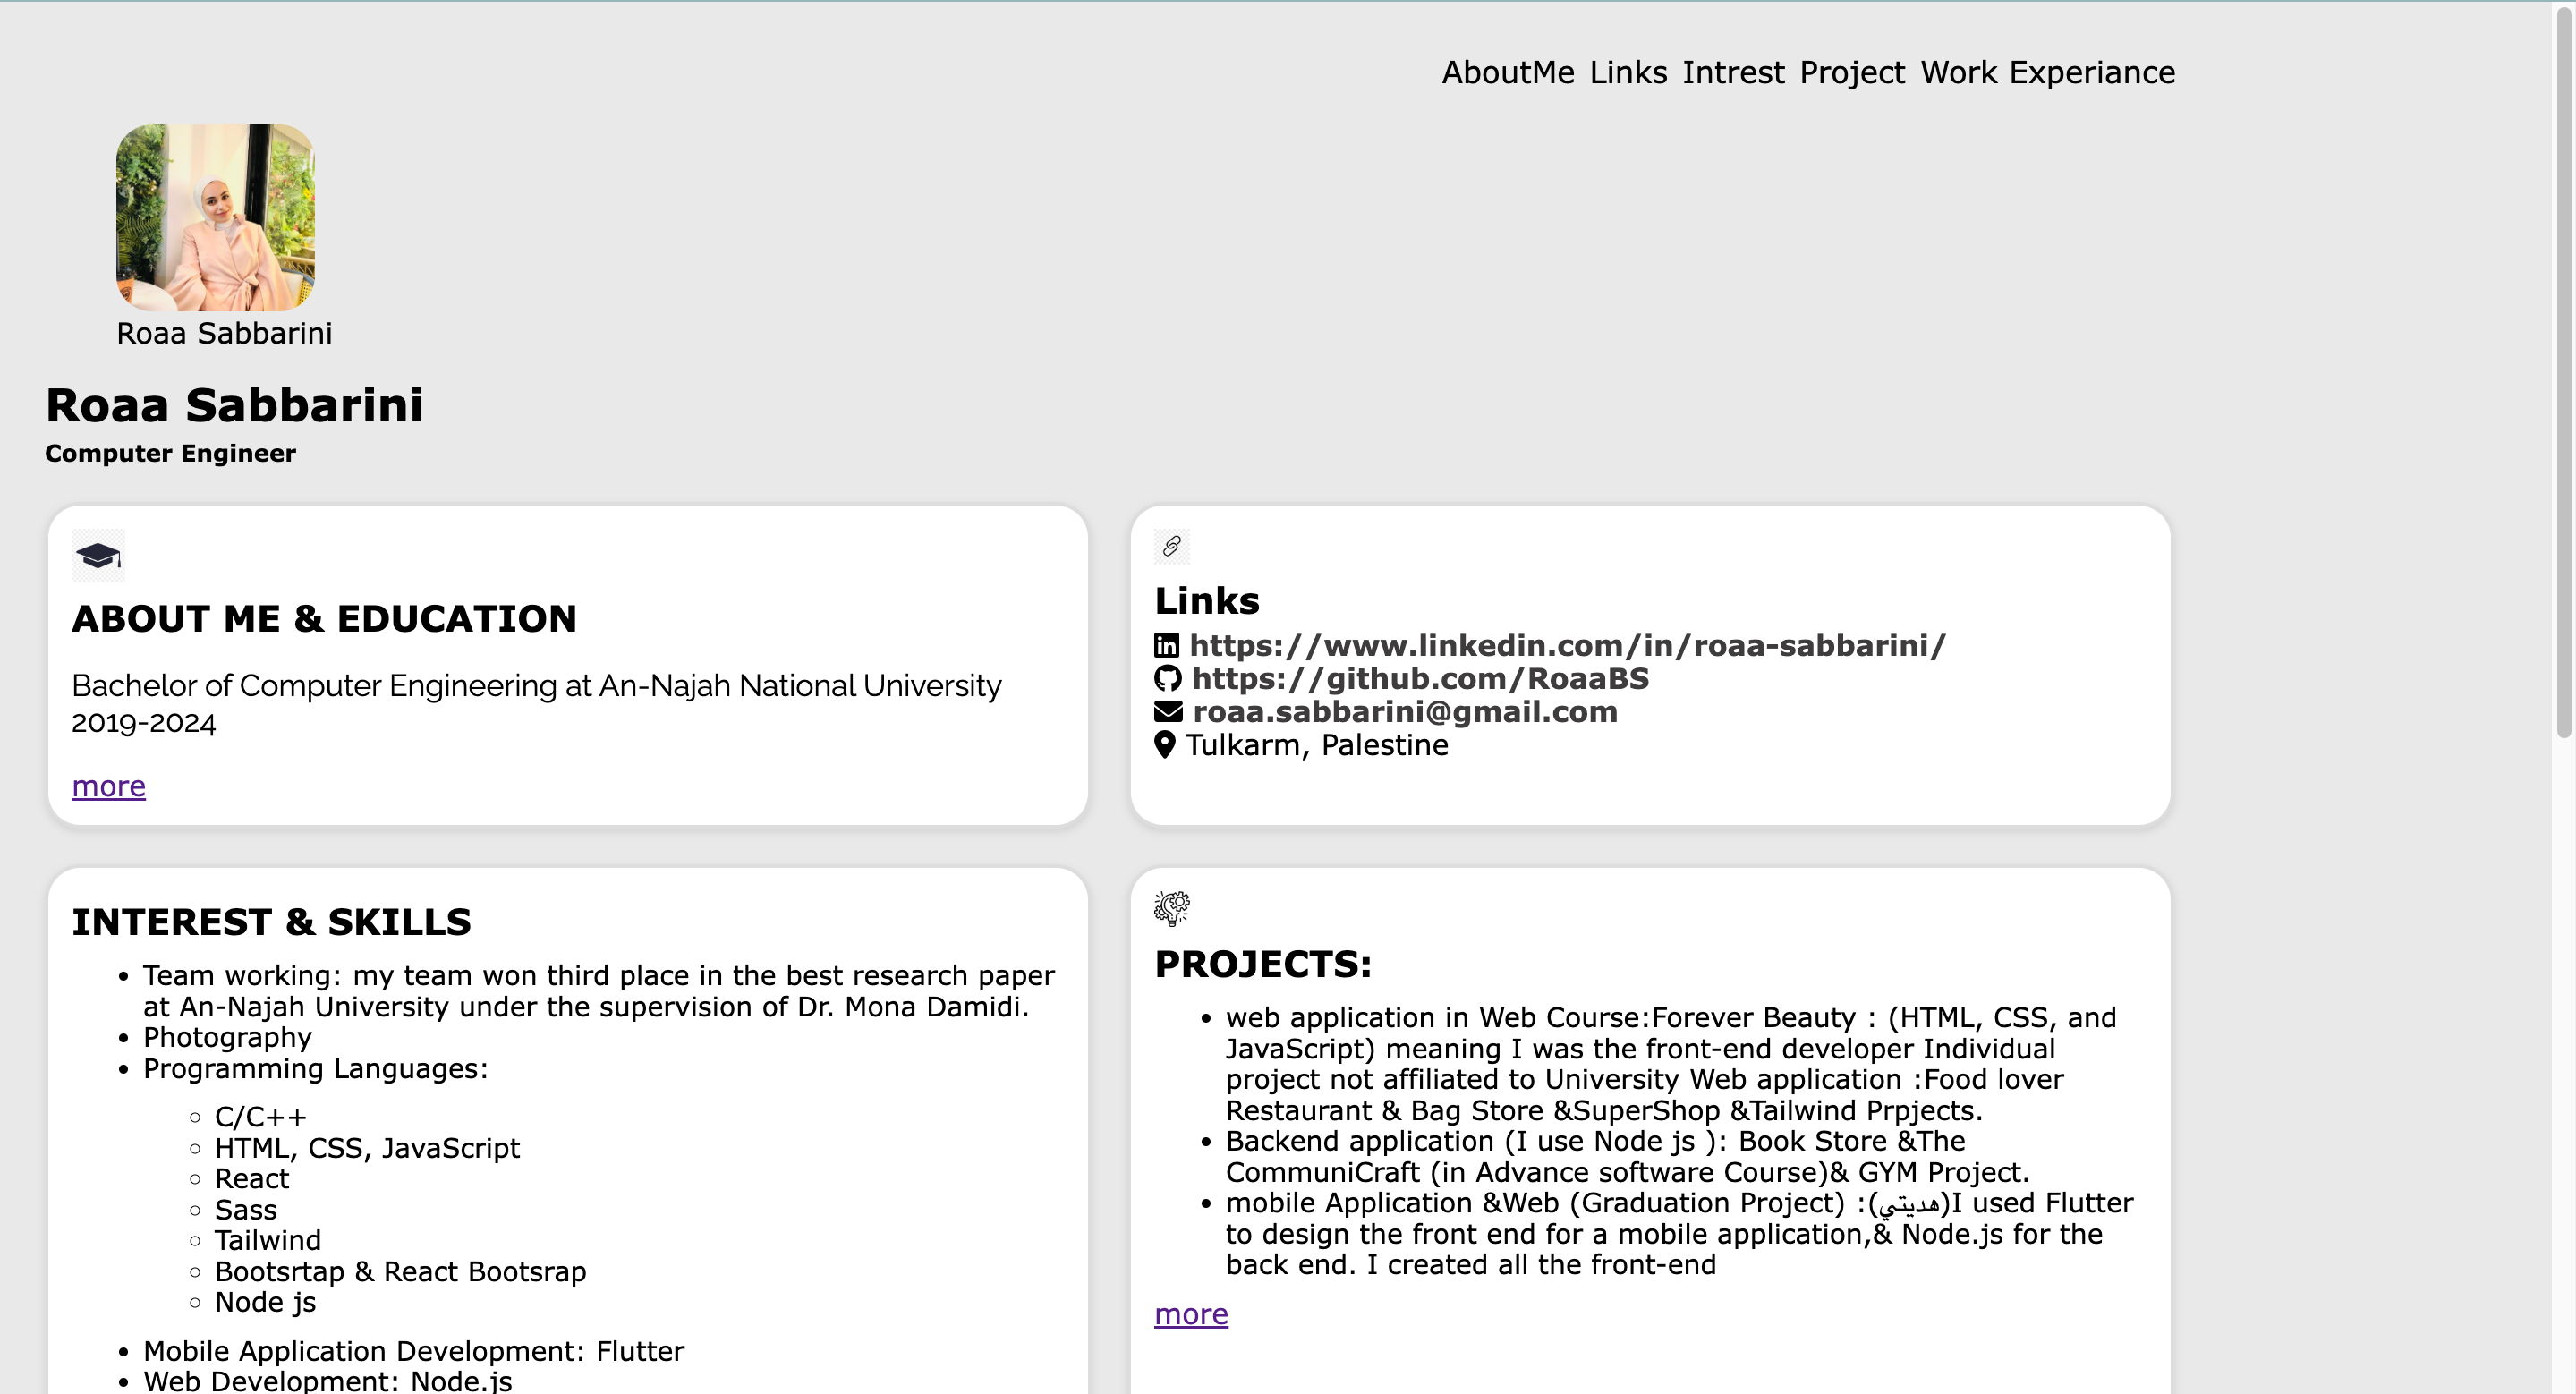 AboutMe Links Intrest Project Work Experiance
Roaa Sabbarini
Roaa Sabbarini
Computer Engineer
ABOUT ME & EDUCATION
Bachelor of Computer Engineering at An-Najah National University
2019-2024
more
Links
https://www.linkedin.com/in/roaa-sabbarini/
https://github.com/RoaaBS
roaa.sabbarini@gmail.com
Tulkarm, Palestine
INTEREST & SKILLS
• Team working: my team won third place in the best research paper
at An-Najah University under the supervision of Dr. Mona Damidi.
• Photography
• Programming Languages:
◦ C/C++
◦ HTML, CSS, JavaScript
◦ React
◦ Sass
◦ Tailwind
◦ Bootsrtap & React Bootsrap
◦ Node js
• Mobile Application Development: Flutter
• Web Development: Node.js
PROJECTS:
• web application in Web Course:Forever Beauty : (HTML, CSS, and
JavaScript) meaning I was the front-end developer Individual
project not affiliated to University Web application :Food lover
Restaurant & Bag Store &SuperShop &Tailwind Prpjects.
• Backend application (I use Node js ): Book Store &The
CommuniCraft (in Advance software Course)& GYM Project.
• mobile Application &Web (Graduation Project) :(هديتي)I used Flutter
to design the front end for a mobile application,& Node.js for the
back end. I created all the front-end
more